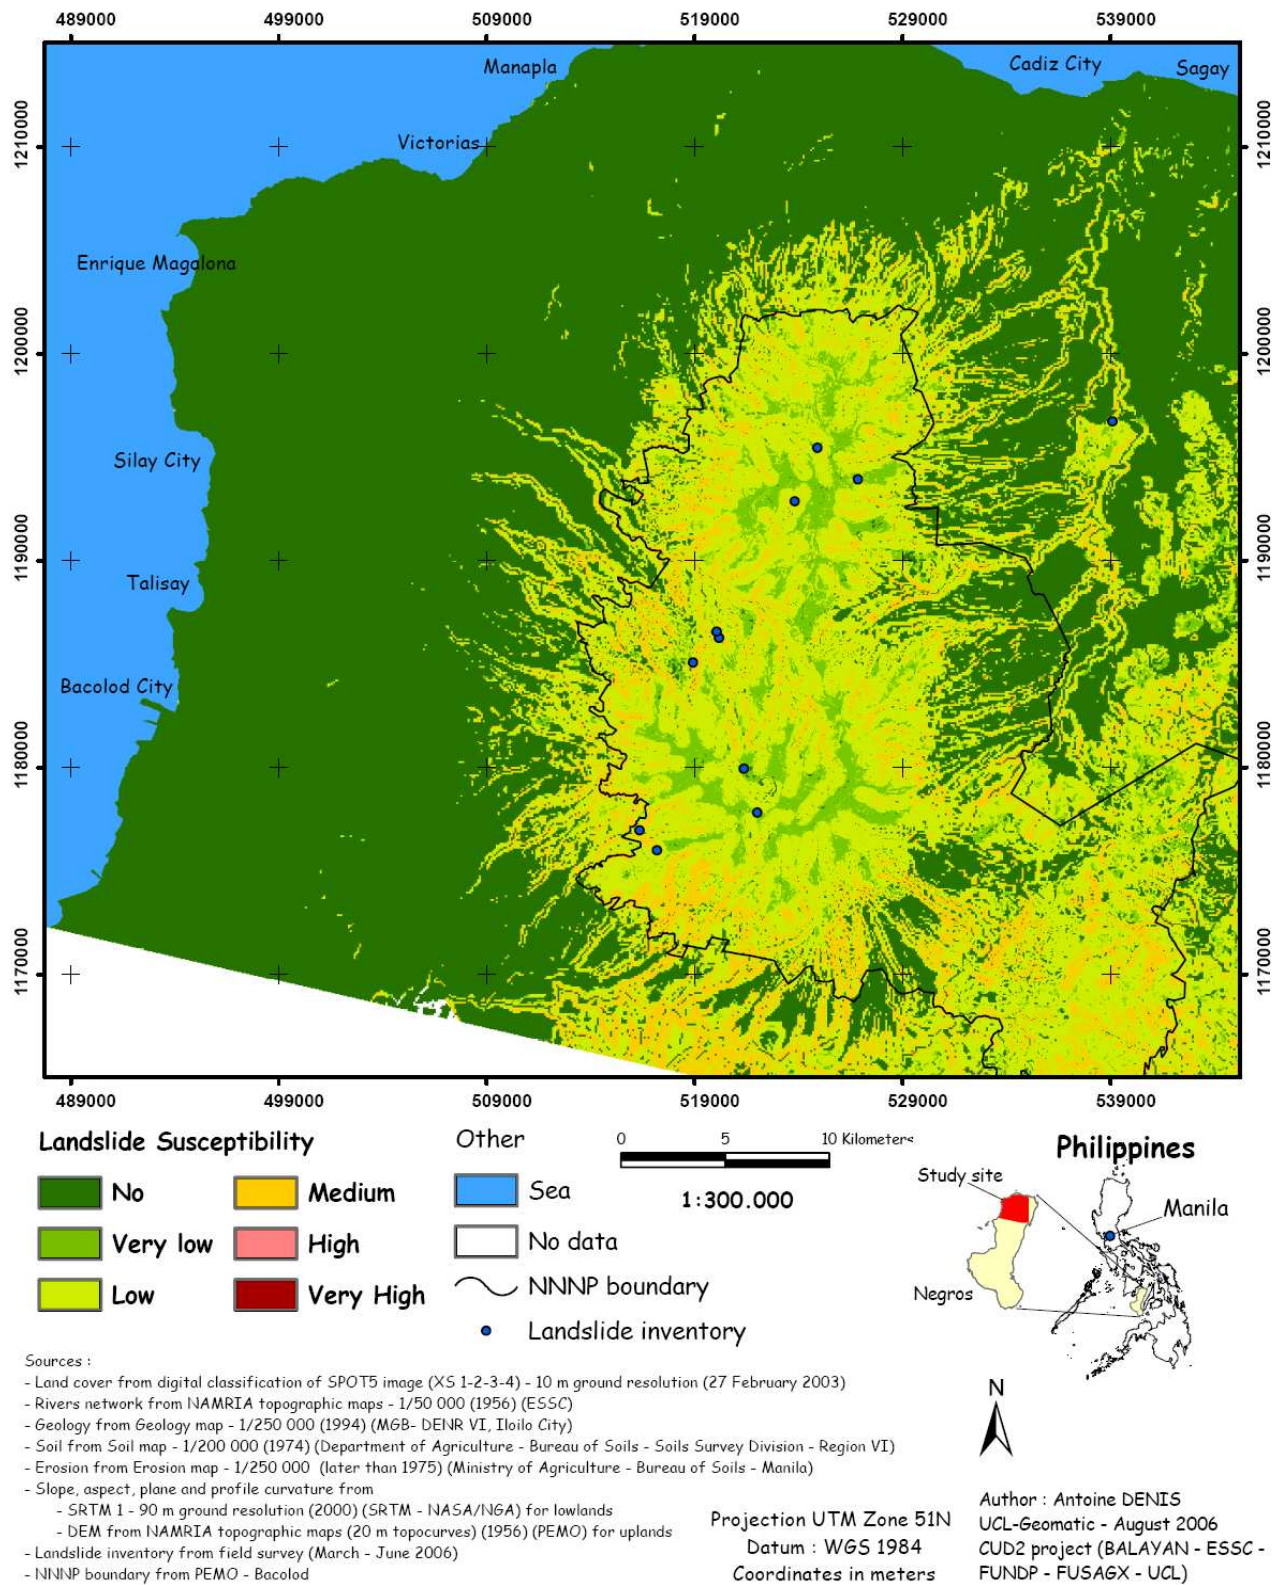 489000 499000 509000 519000 529000 539000
Manapla
Cadiz City
Sagay
1210000
1210000
Victorias
Enrique Magalona
1200000
1200000
Silay City
1190000
1190000
Talisay
Bacolod City
1180000
1180000
1170000
1170000
489000 499000 509000 519000 529000 539000
Landslide Susceptibility
No
Very low
Low
Medium
High
Very High
Other
Sea
No data
NNNP boundary
Landslide inventory
0 5 10 Kilometers
1:300.000
Philippines
Study site
Manila
Negros
N
Sources :
- Land cover from digital classification of SPOT5 image (XS 1-2-3-4) - 10 m ground resolution (27 February 2003)
- Rivers network from NAMRIA topographic maps - 1/50 000 (1956) (ESSC)
- Geology from Geology map - 1/250 000 (1994) (MGB- DENR VI, Iloilo City)
- Soil from Soil map - 1/200 000 (1974) (Department of Agriculture - Bureau of Soils - Soils Survey Division - Region VI)
- Erosion from Erosion map - 1/250 000 (later than 1975) (Ministry of Agriculture - Bureau of Soils - Manila)
- Slope, aspect, plane and profile curvature from
- SRTM 1 - 90 m ground resolution (2000) (SRTM - NASA/NGA) for lowlands
- DEM from NAMRIA topographic maps (20 m topocurves) (1956) (PEMO) for uplands
- Landslide inventory from field survey (March - June 2006)
- NNNP boundary from PEMO - Bacolod
Projection UTM Zone 51N
Datum : WGS 1984
Coordinates in meters
Author : Antoine DENIS
UCL-Geomatic - August 2006
CUD2 project (BALAYAN - ESSC -
FUNDP - FUSAGX - UCL)